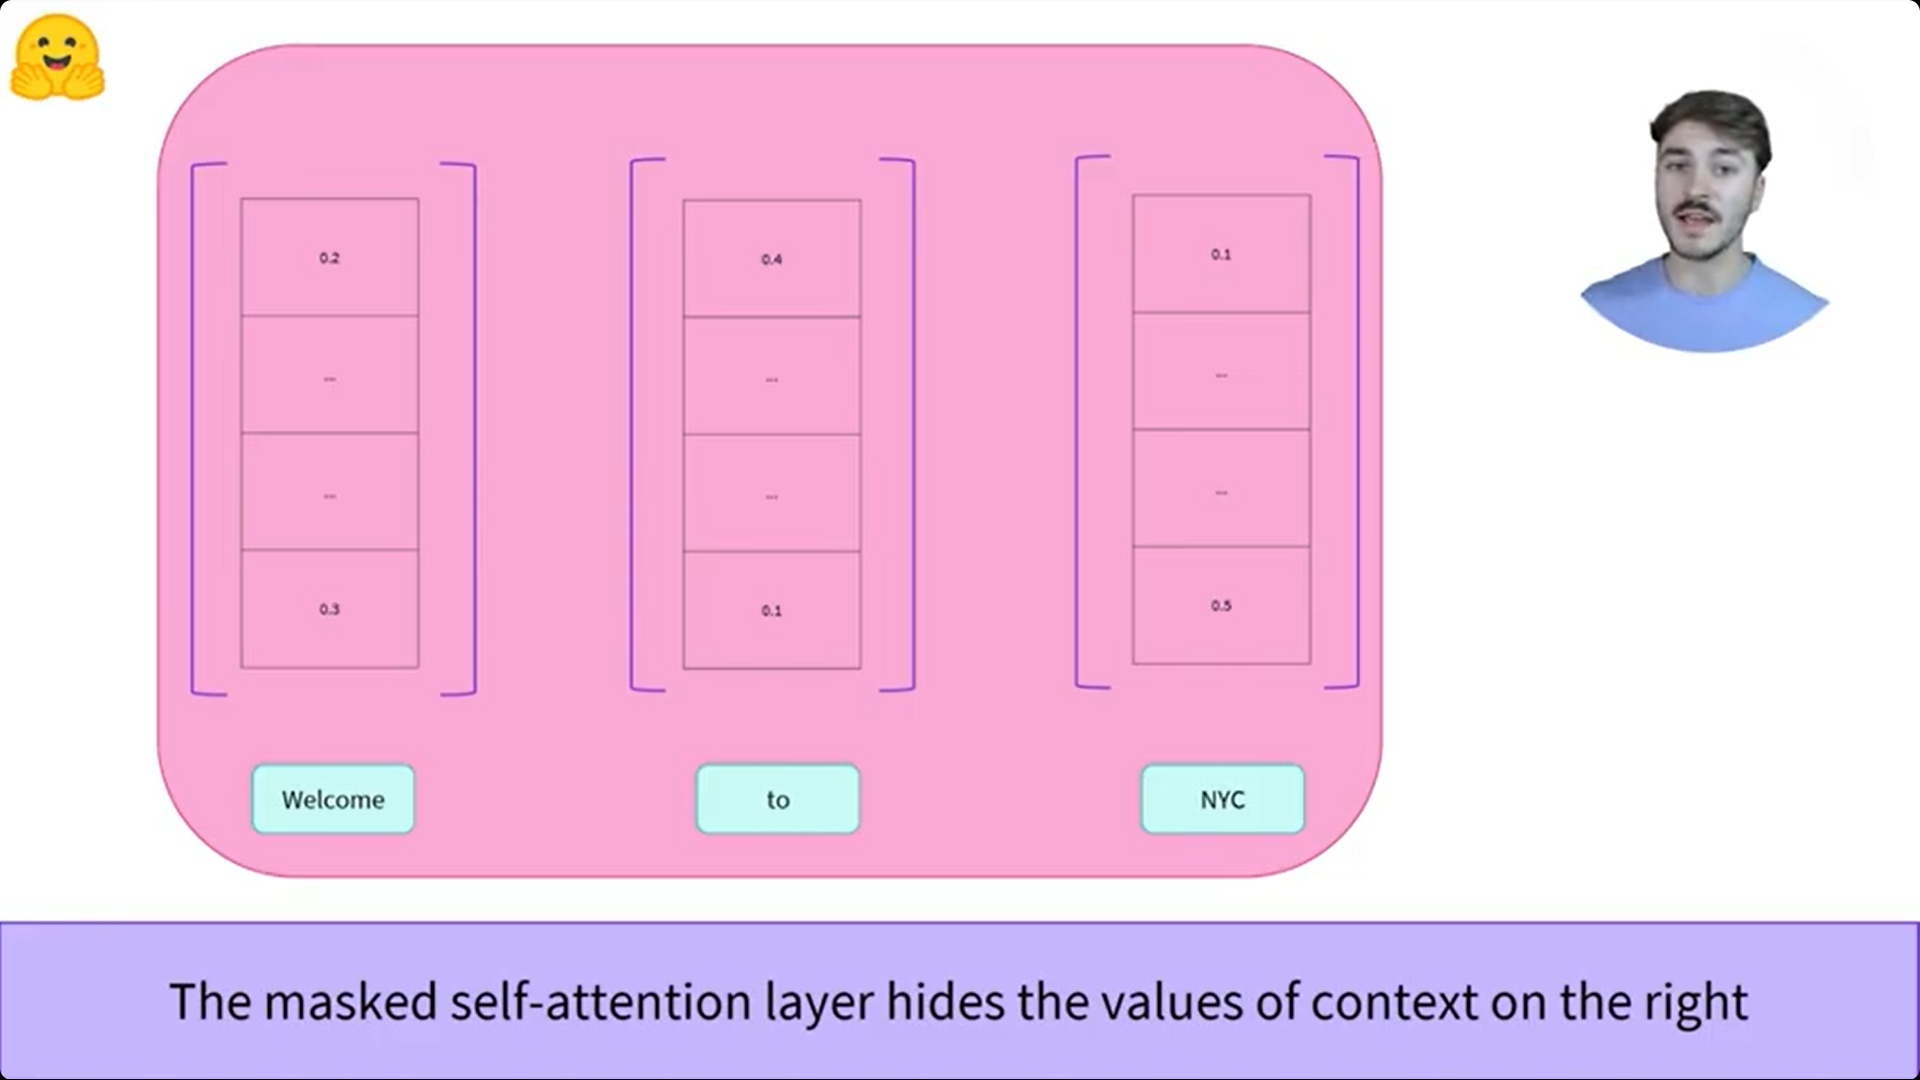 0.2 0.4 0.1
... ... ...
... ... ...
0.3 0.1 0.5
Welcome to NYC
The masked self-attention layer hides the values of context on the right